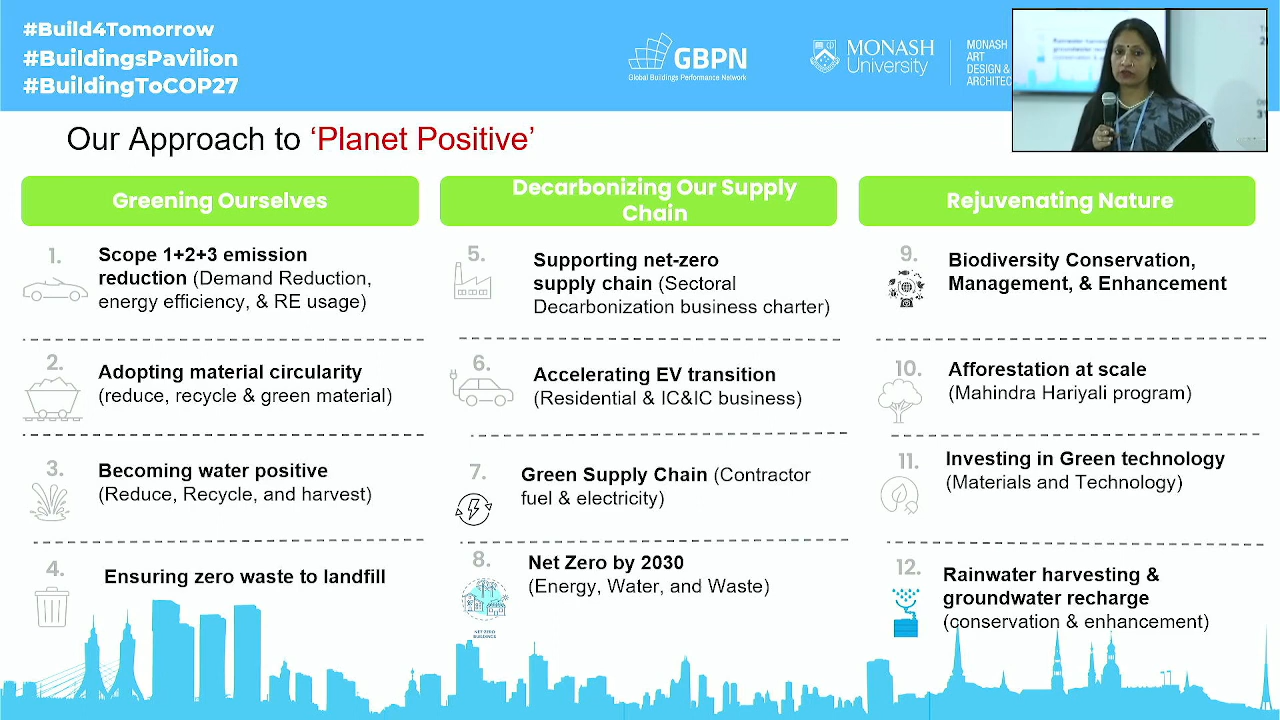 #Build4Tomorrow
#BuildingsPavilion
#BuildingToCOP27
GBPN
Global Buildings Performance Network
MONASH
University
MONASH
ART
DESIGN &
ARCHITEC
Our Approach to ‘Planet Positive’
Greening Ourselves
1.
Scope 1+2+3 emission
reduction (Demand Reduction,
energy efficiency, & RE usage)
2.
Adopting material circularity
(reduce, recycle & green material)
3.
Becoming water positive
(Reduce, Recycle, and harvest)
4.
Ensuring zero waste to landfill
Decarbonizing Our Supply
Chain
5.
Supporting net-zero
supply chain (Sectoral
Decarbonization business charter)
6.
Accelerating EV transition
(Residential & IC&IC business)
7.
Green Supply Chain (Contractor
fuel & electricity)
8.
Net Zero by 2030
(Energy, Water, and Waste)
NET ZERO
BUILDINGS
Rejuvenating Nature
9.
Biodiversity Conservation,
Management, & Enhancement
10.
Afforestation at scale
(Mahindra Hariyali program)
11.
Investing in Green technology
(Materials and Technology)
12.
Rainwater harvesting &
groundwater recharge
(conservation & enhancement)